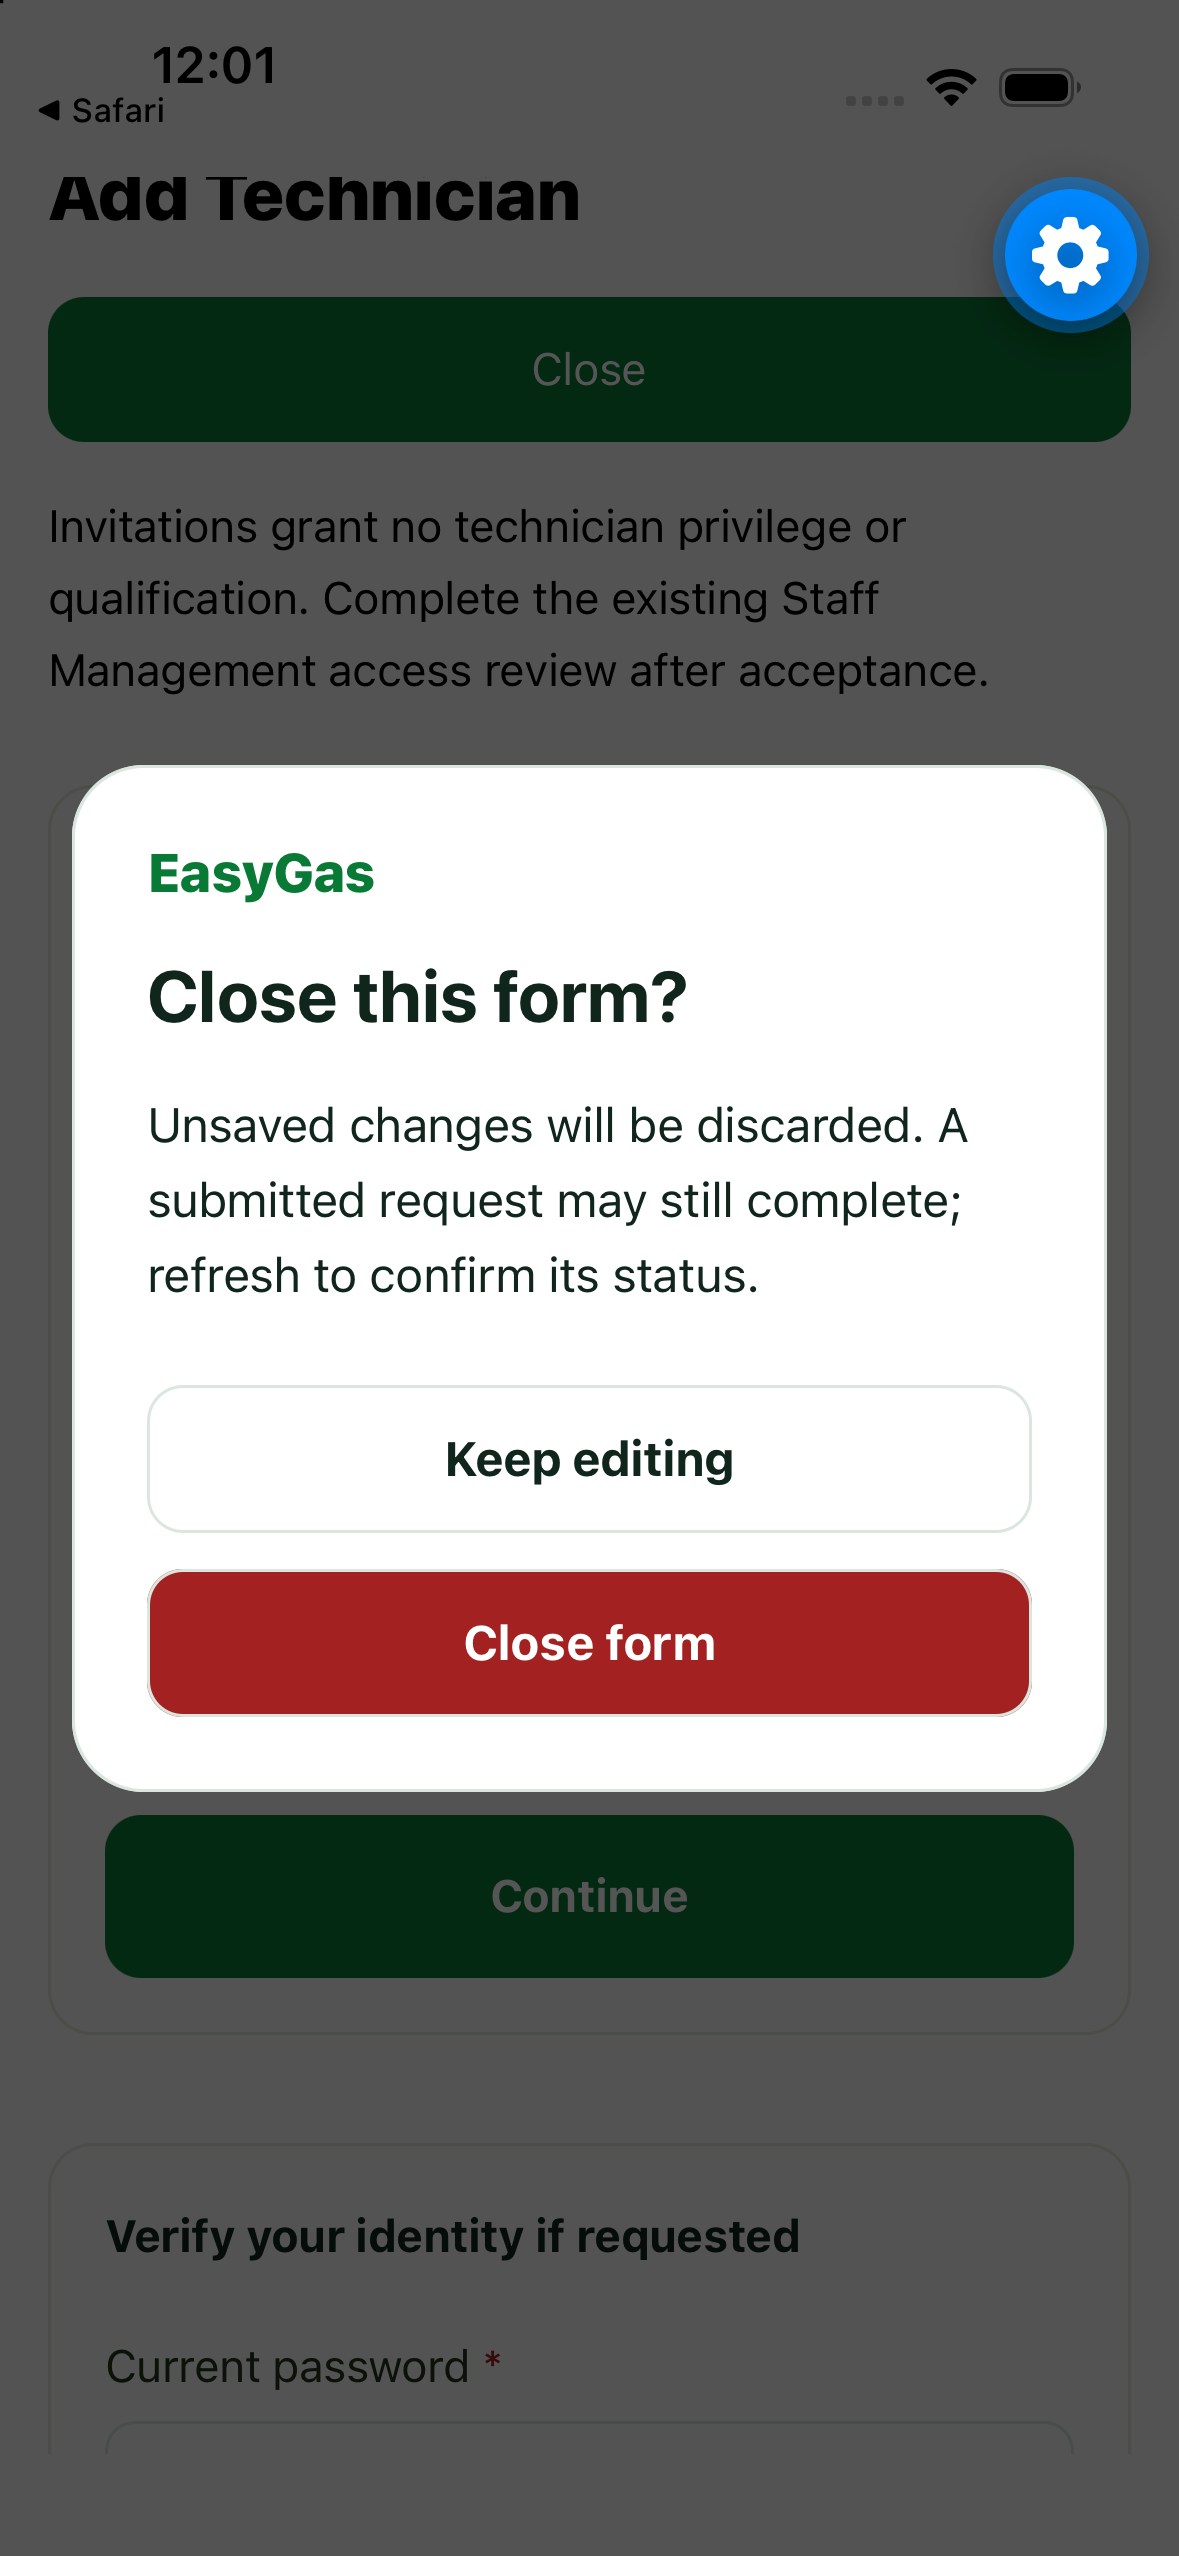 12:01
Safari
Add Technician
Close
Invitations grant no technician privilege or
qualification. Complete the existing Staff
Management access review after acceptance.
EasyGas
Close this form?
Unsaved changes will be discarded. A
submitted request may still complete;
refresh to confirm its status.
Keep editing
Close form
Continue
Verify your identity if requested
Current password *